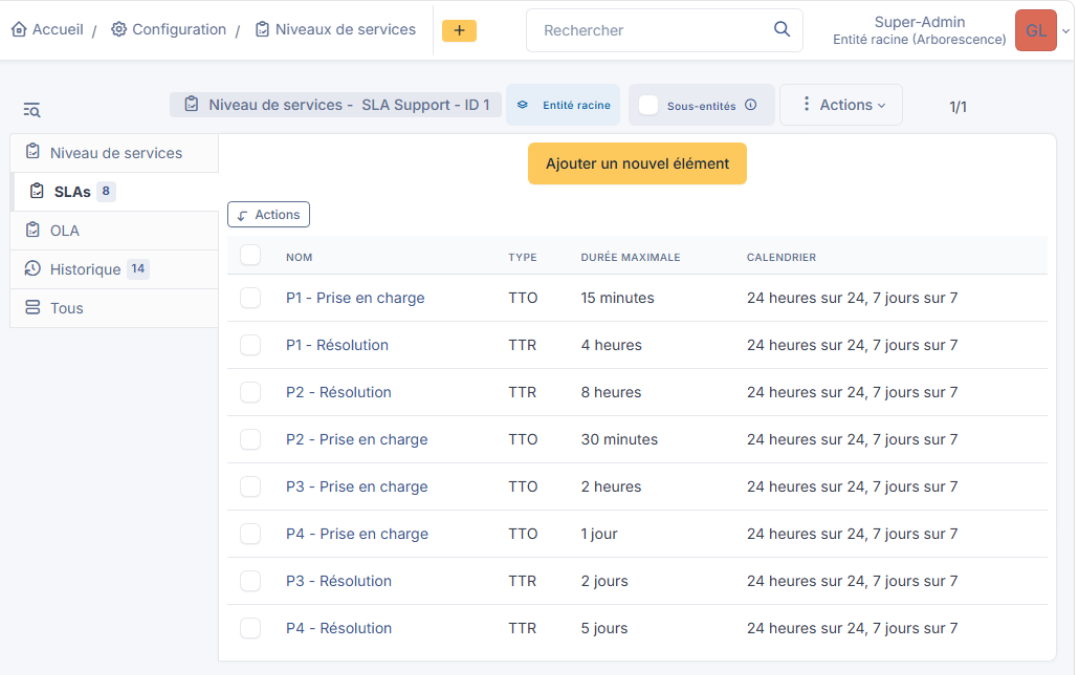 Accueil / Configuration / Niveaux de services + Rechercher Super-Admin
Entité racine (Arborescence) GL
Niveau de services - SLA Support - ID 1 Entité racine Sous-entités Actions 1/1
Niveau de services
SLAs 8
OLA
Historique 14
Tous
Ajouter un nouvel élément
Actions
NOM TYPE DURÉE MAXIMALE CALENDRIER
P1 - Prise en charge TTO 15 minutes 24 heures sur 24, 7 jours sur 7
P1 - Résolution TTR 4 heures 24 heures sur 24, 7 jours sur 7
P2 - Résolution TTR 8 heures 24 heures sur 24, 7 jours sur 7
P2 - Prise en charge TTO 30 minutes 24 heures sur 24, 7 jours sur 7
P3 - Prise en charge TTO 2 heures 24 heures sur 24, 7 jours sur 7
P4 - Prise en charge TTO 1 jour 24 heures sur 24, 7 jours sur 7
P3 - Résolution TTR 2 jours 24 heures sur 24, 7 jours sur 7
P4 - Résolution TTR 5 jours 24 heures sur 24, 7 jours sur 7